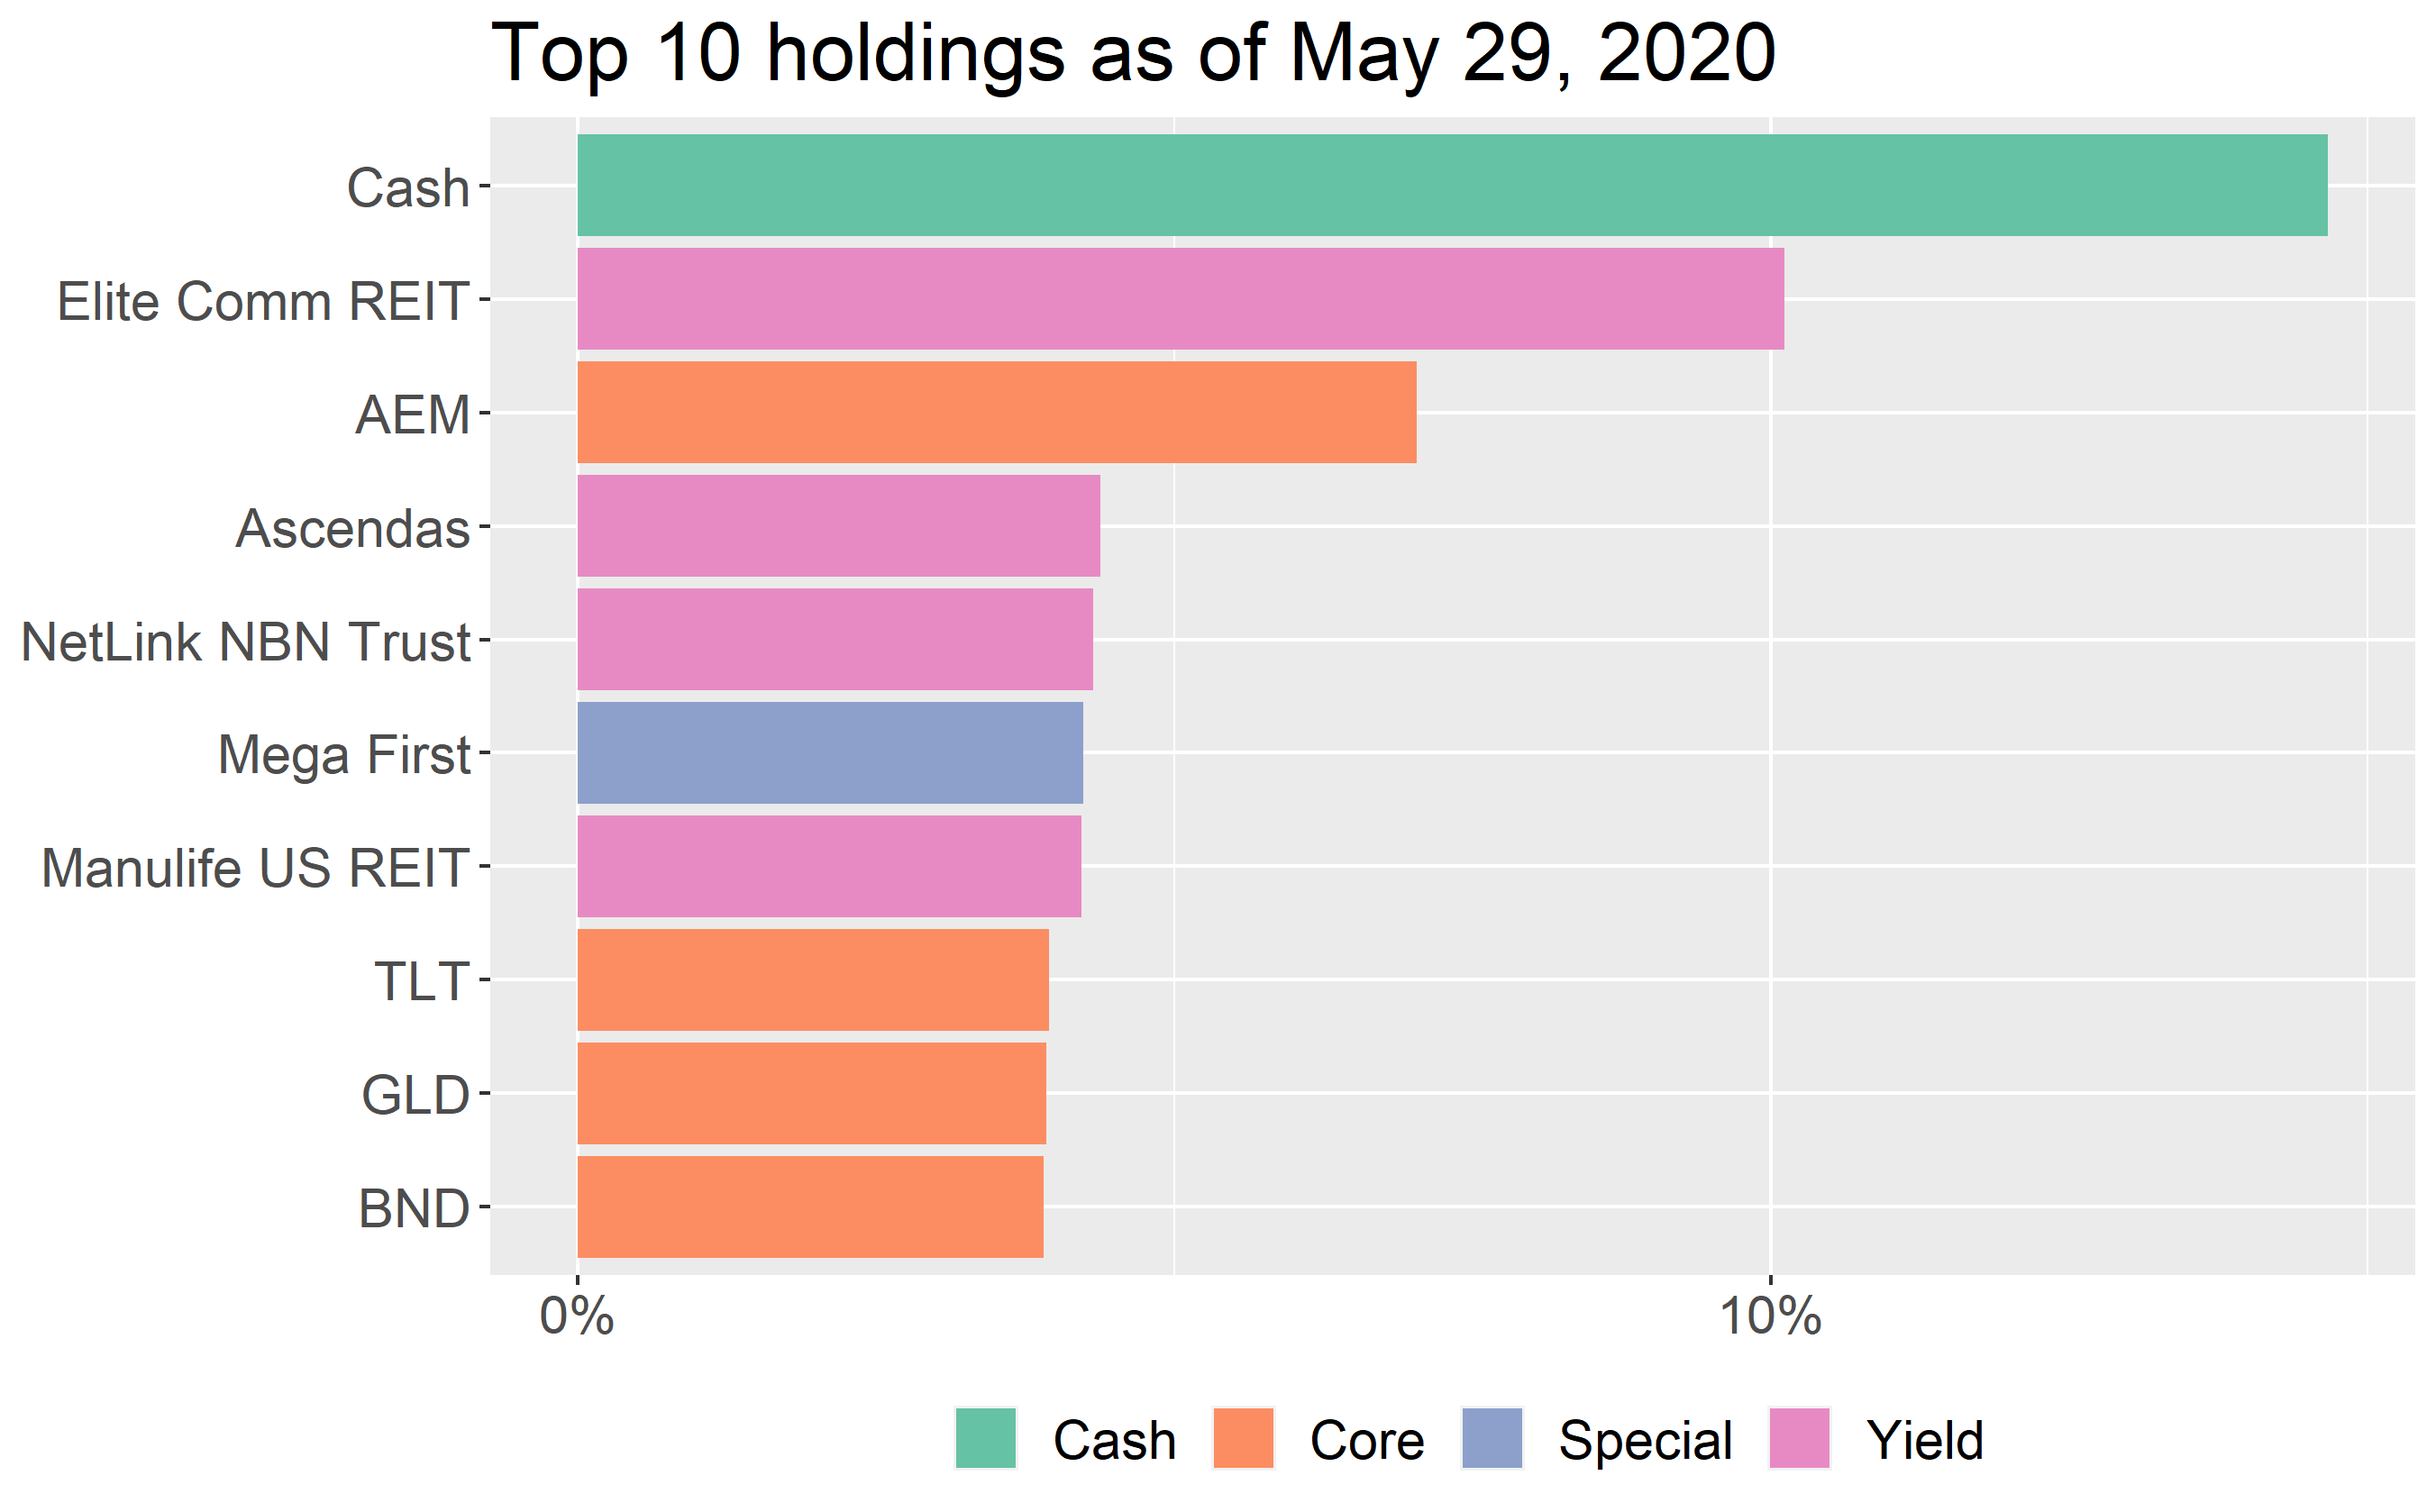 Top 10 holdings as of May 29, 2020
Cash
Elite Comm REIT
AEM
Ascendas
NetLink NBN Trust
Mega First
Manulife US REIT
TLT
GLD
BND
0% 10%
Cash Core Special Yield